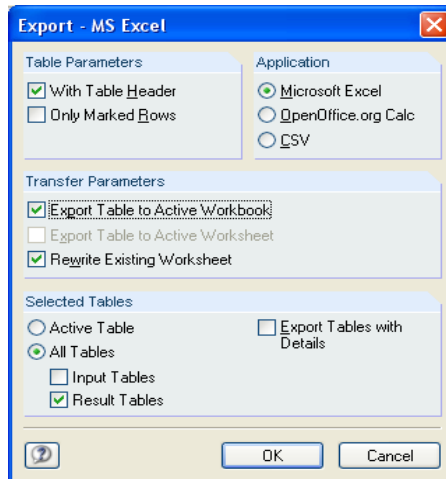 Export - MS Excel
Table Parameters
With Table Header
Only Marked Rows
Application
Microsoft Excel
OpenOffice.org Calc
CSV
Transfer Parameters
Export Table to Active Workbook
Export Table to Active Worksheet
Rewrite Existing Worksheet
Selected Tables
Active Table
All Tables
Input Tables
Result Tables
Export Tables with
Details
OK
Cancel